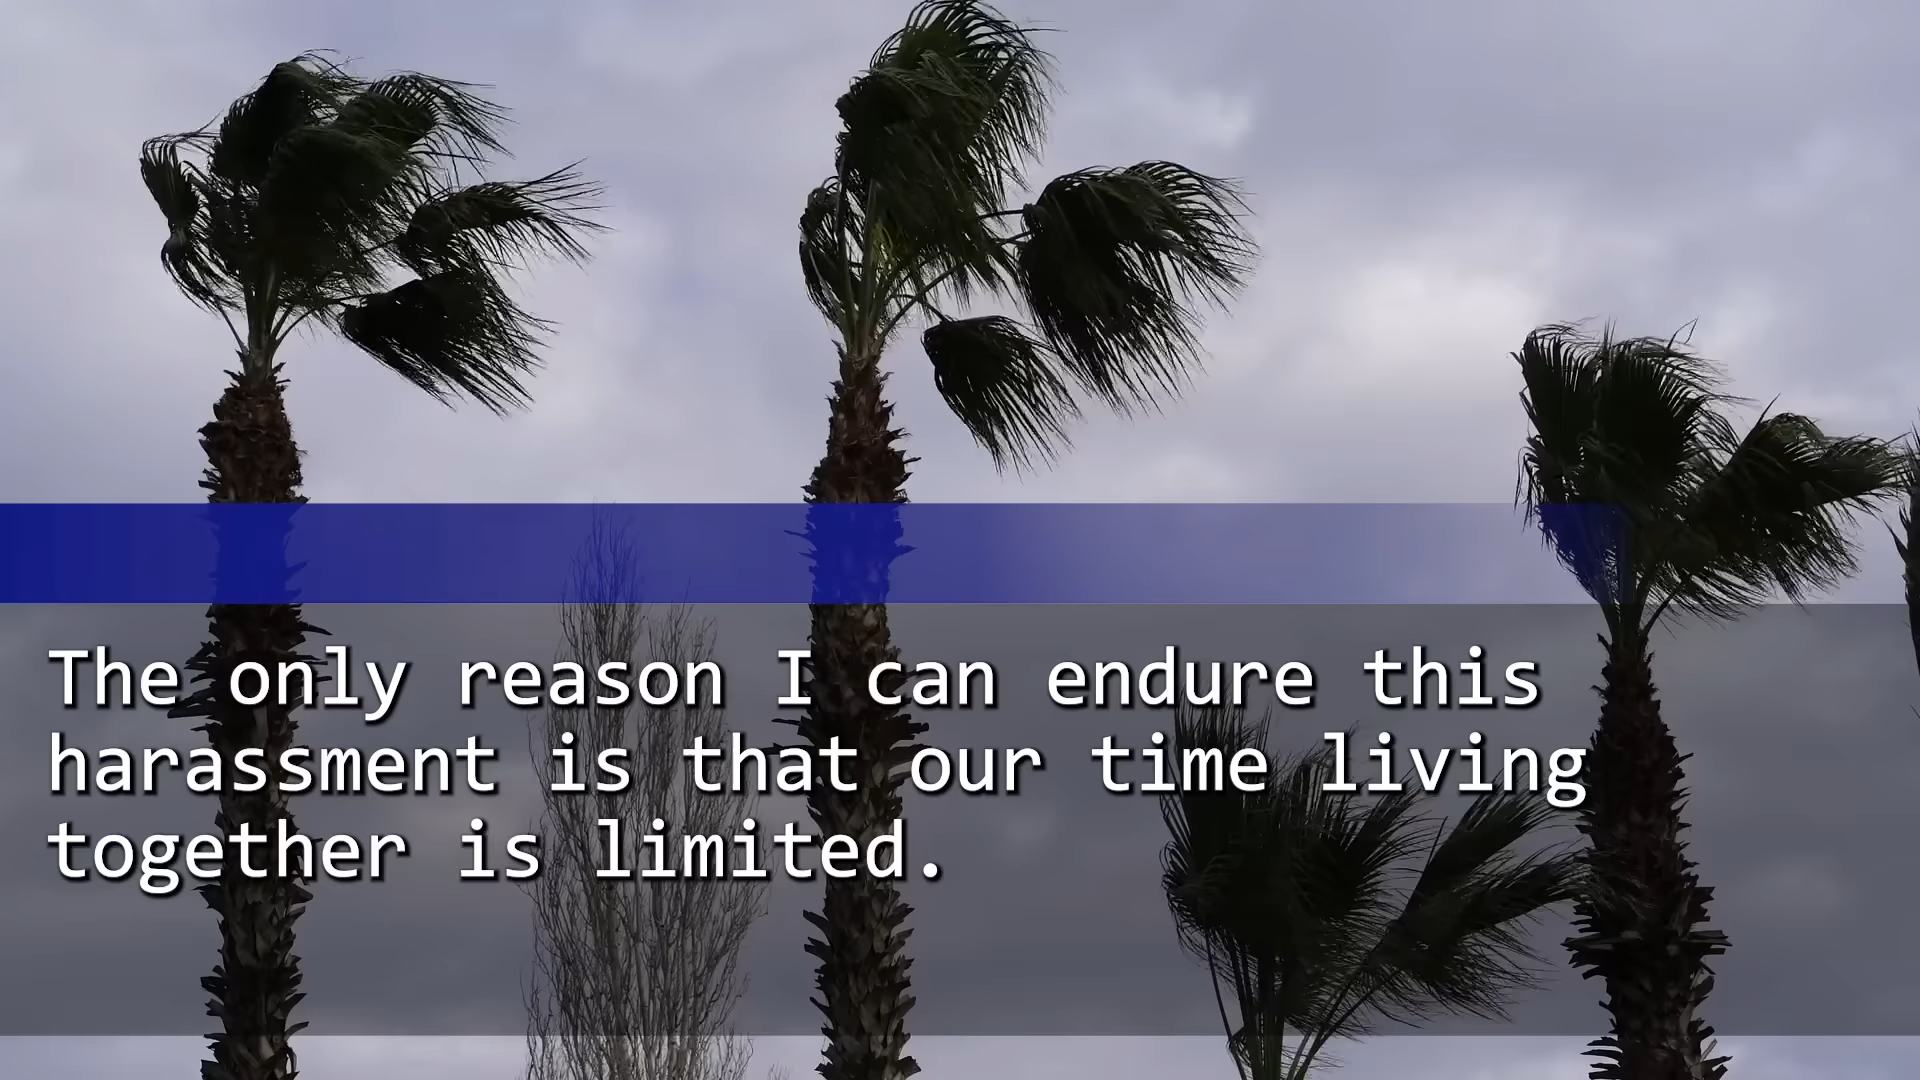 The only reason I can endure this
harassment is that our time living
together is limited.